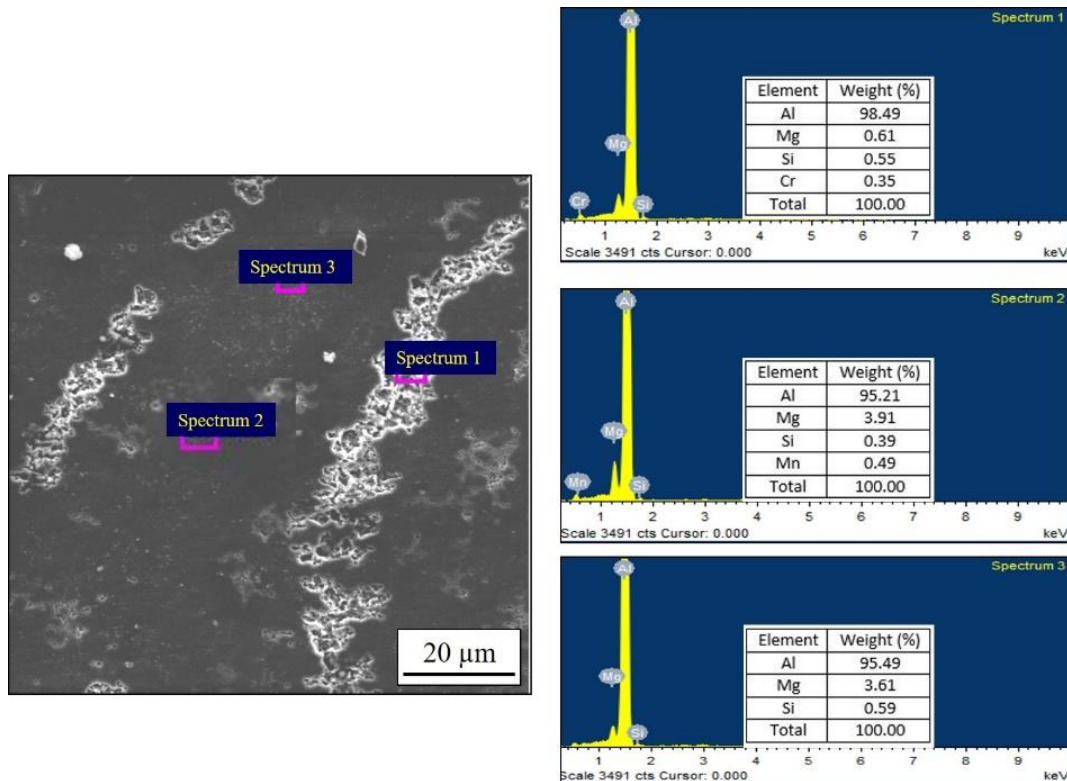 Spectrum 3
Spectrum 1
Spectrum 2
20 µm
Spectrum 1
Al
Element Weight (%)
Al 98.49
Mg 0.61
Si 0.55
Cr 0.35
Total 100.00
Mg
Cr
Si
1 2 3 4 5 6 7 8 9
Scale 3491 cts Cursor: 0.000 keV
Spectrum 2
Al
Element Weight (%)
Al 95.21
Mg 3.91
Si 0.39
Mn 0.49
Total 100.00
Mg
Mn
Si
1 2 3 4 5 6 7 8 9
Scale 3491 cts Cursor: 0.000 keV
Spectrum 3
Al
Element Weight (%)
Al 95.49
Mg 3.61
Si 0.59
Total 100.00
Mg
Si
1 2 3 4 5 6 7 8 9
Scale 3491 cts Cursor: 0.000 keV